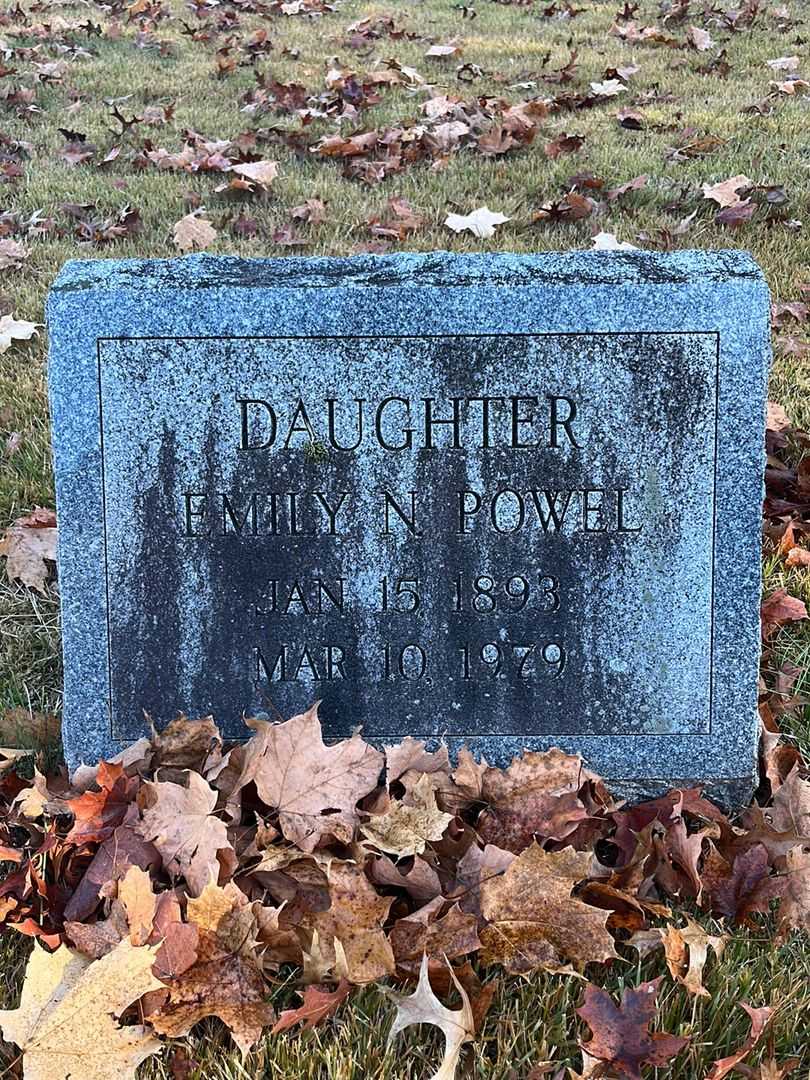 DAUGHTER
EMILY N POWEL
JAN 15, 1893
MAR 10, 1979